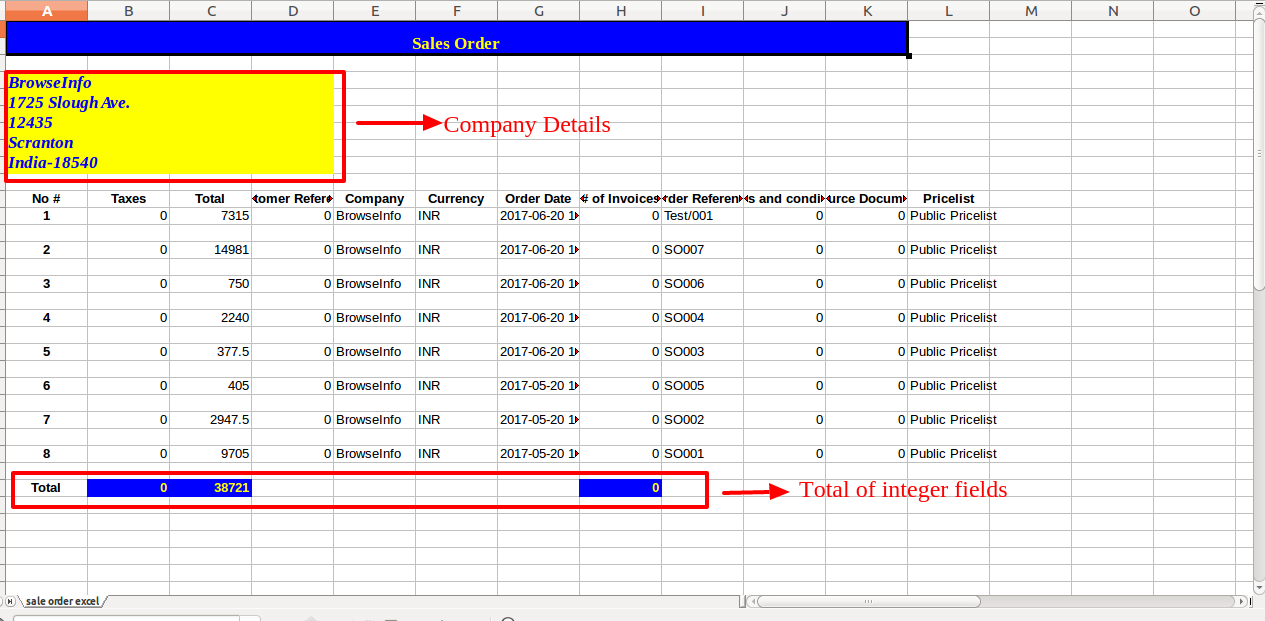 A B C D E F G H I J K L M N O
Sales Order
BrowseInfo
1725 Slough Ave.
12435
Scranton
India-18540
Company Details
No # Taxes Total tomer Refere Company Currency Order Date # of Invoices rder Referen s and condi urce Docum Pricelist
1 0 7315 0 BrowseInfo INR 2017-06-20 1 0 Test/001 0 0 Public Pricelist
2 0 14981 0 BrowseInfo INR 2017-06-20 1 0 SO007 0 0 Public Pricelist
3 0 750 0 BrowseInfo INR 2017-06-20 1 0 SO006 0 0 Public Pricelist
4 0 2240 0 BrowseInfo INR 2017-06-20 1 0 SO004 0 0 Public Pricelist
5 0 377.5 0 BrowseInfo INR 2017-06-20 1 0 SO003 0 0 Public Pricelist
6 0 405 0 BrowseInfo INR 2017-05-20 1 0 SO005 0 0 Public Pricelist
7 0 2947.5 0 BrowseInfo INR 2017-05-20 1 0 SO002 0 0 Public Pricelist
8 0 9705 0 BrowseInfo INR 2017-05-20 1 0 SO001 0 0 Public Pricelist
Total 0 38721 0
Total of integer fields
sale order excel